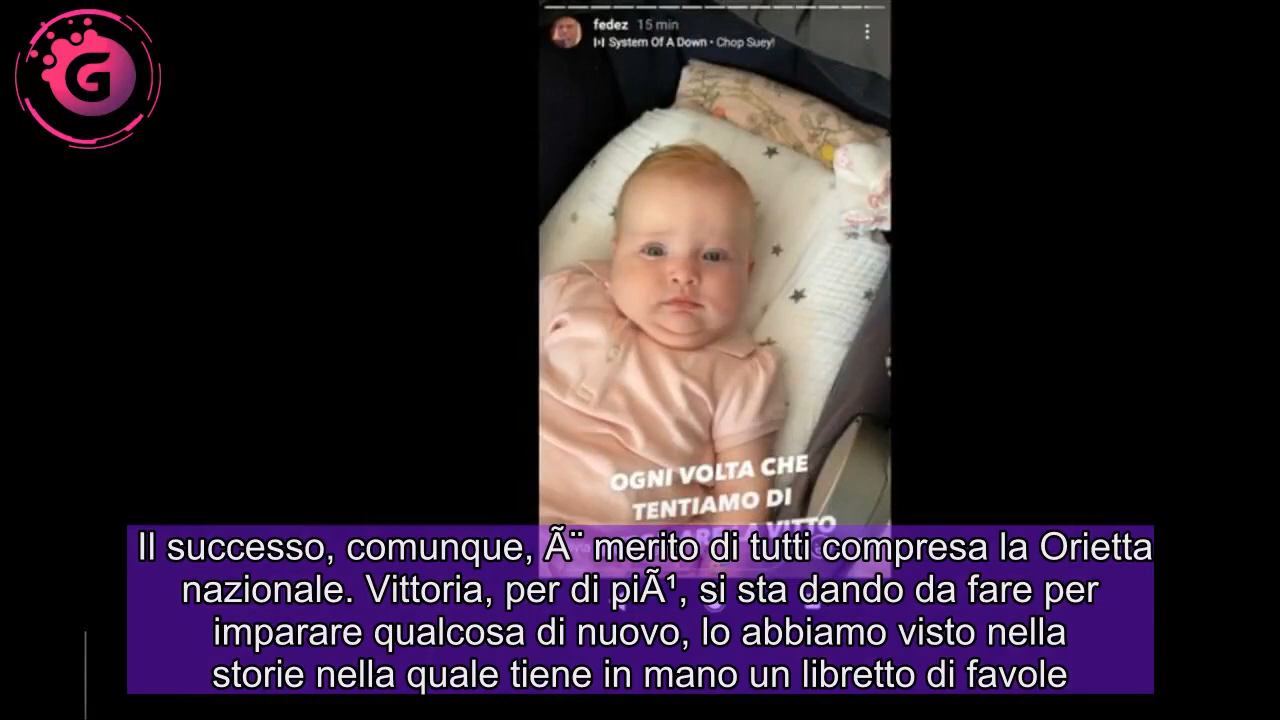 G
fedez 15 min
System Of A Down • Chop Suey!
OGNI VOLTA CHE
TENTIAMO DI
A VITTO
Il successo, comunque, Ã¨ merito di tutti compresa la Orietta
nazionale. Vittoria, per di piÃ¹, si sta dando da fare per
imparare qualcosa di nuovo, lo abbiamo visto nella
storie nella quale tiene in mano un libretto di favole